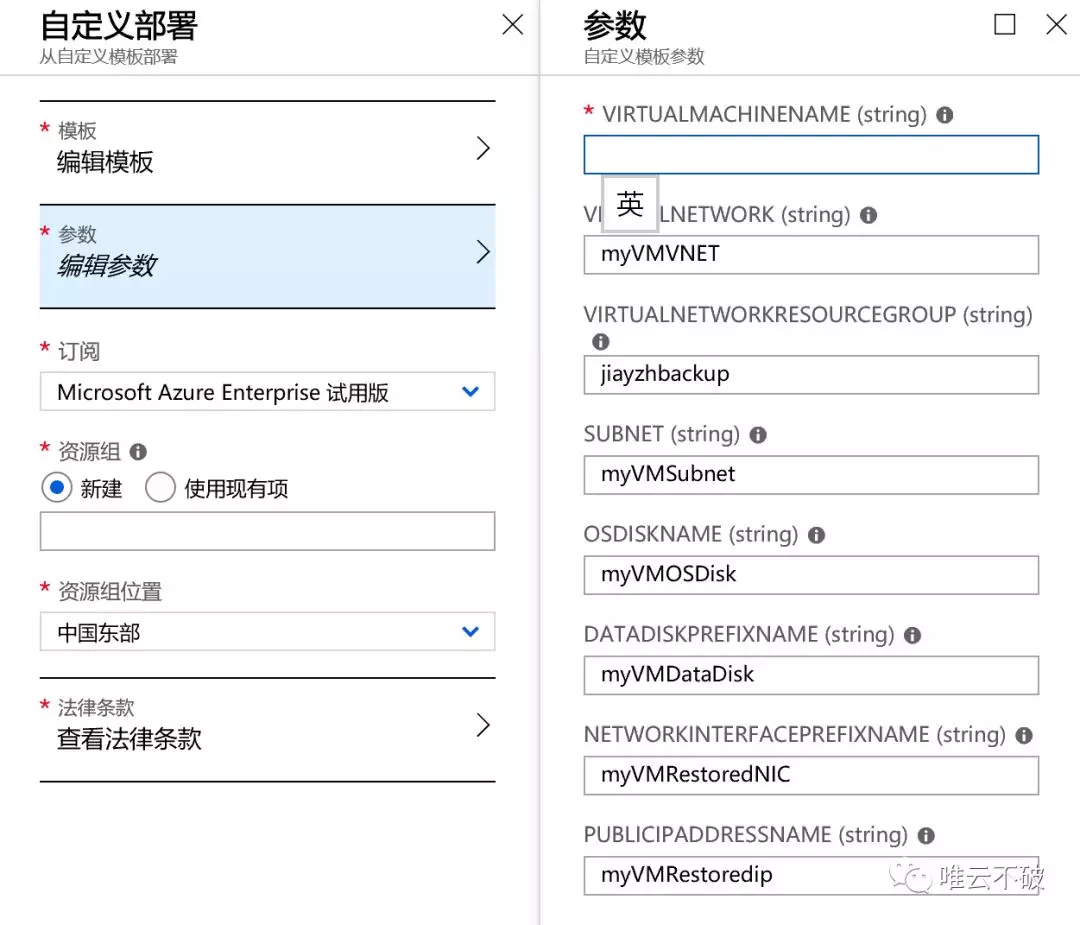 自定义部署
从自定义模板部署
* 模板
编辑模板
* 参数
编辑参数
* 订阅
Microsoft Azure Enterprise 试用版
* 资源组
新建 使用现有项
* 资源组位置
中国东部
* 法律条款
查看法律条款
参数
自定义模板参数
* VIRTUALMACHINENAME (string)
英
VI LNETWORK (string)
myVMVNET
VIRTUALNETWORKRESOURCEGROUP (string)
jiayzhbackup
SUBNET (string)
myVMSubnet
OSDISKNAME (string)
myVMOSDisk
DATADISKPREFIXNAME (string)
myVMDataDisk
NETWORKINTERFACEPREFIXNAME (string)
myVMRestoredNIC
PUBLICIPADDRESSNAME (string)
myVMRestoredip
唯云不破